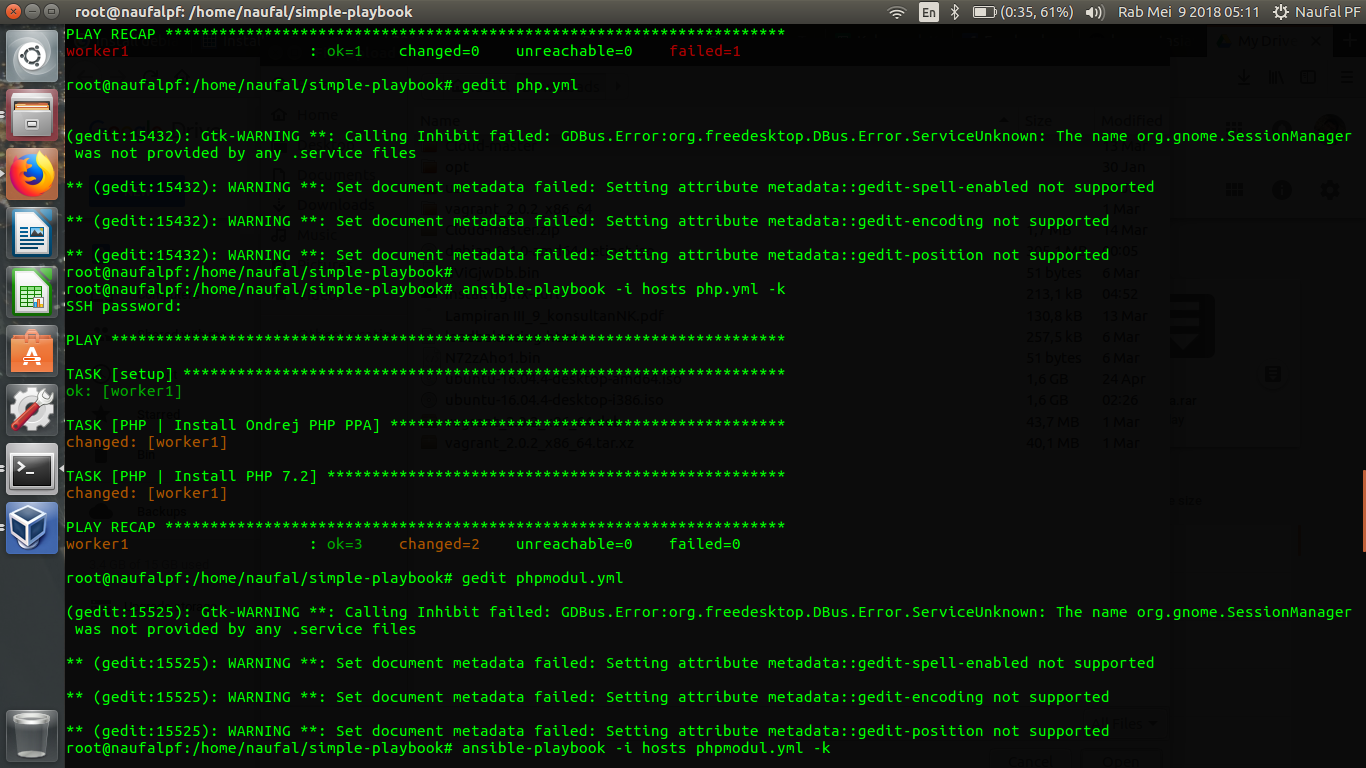 root@naufalpf: /home/naufal/simple-playbook
En
(0:35, 61%)
Rab Mei 9 2018 05:11
Naufal PF
PLAY RECAP *********************************************************************
worker1 : ok=1 changed=0 unreachable=0 failed=1
root@naufalpf:/home/naufal/simple-playbook# gedit php.yml
(gedit:15432): Gtk-WARNING **: Calling Inhibit failed: GDBus.Error:org.freedesktop.DBus.Error.ServiceUnknown: The name org.gnome.SessionManager
was not provided by any .service files
** (gedit:15432): WARNING **: Set document metadata failed: Setting attribute metadata::gedit-spell-enabled not supported
** (gedit:15432): WARNING **: Set document metadata failed: Setting attribute metadata::gedit-encoding not supported
** (gedit:15432): WARNING **: Set document metadata failed: Setting attribute metadata::gedit-position not supported
root@naufalpf:/home/naufal/simple-playbook#
root@naufalpf:/home/naufal/simple-playbook# ansible-playbook -i hosts php.yml -k
SSH password:
PLAY ***************************************************************************
TASK [setup] *******************************************************************
ok: [worker1]
TASK [PHP | Install Ondrej PHP PPA] ********************************************
changed: [worker1]
TASK [PHP | Install PHP 7.2] ***************************************************
changed: [worker1]
PLAY RECAP *********************************************************************
worker1 : ok=3 changed=2 unreachable=0 failed=0
root@naufalpf:/home/naufal/simple-playbook# gedit phpmodul.yml
(gedit:15525): Gtk-WARNING **: Calling Inhibit failed: GDBus.Error:org.freedesktop.DBus.Error.ServiceUnknown: The name org.gnome.SessionManager
was not provided by any .service files
** (gedit:15525): WARNING **: Set document metadata failed: Setting attribute metadata::gedit-spell-enabled not supported
** (gedit:15525): WARNING **: Set document metadata failed: Setting attribute metadata::gedit-encoding not supported
** (gedit:15525): WARNING **: Set document metadata failed: Setting attribute metadata::gedit-position not supported
root@naufalpf:/home/naufal/simple-playbook# ansible-playbook -i hosts phpmodul.yml -k